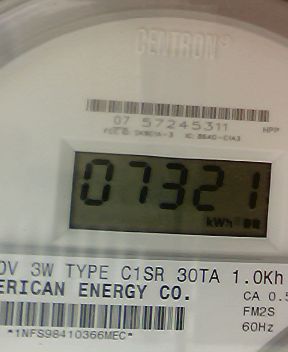 CENTRON®
07 57245311
07321
kWh
0V 3W TYPE C1SR 30TA 1.0Kh
ERICAN ENERGY CO.
CA 0.5
FM2S
60Hz
*1NFS98410366MEC*